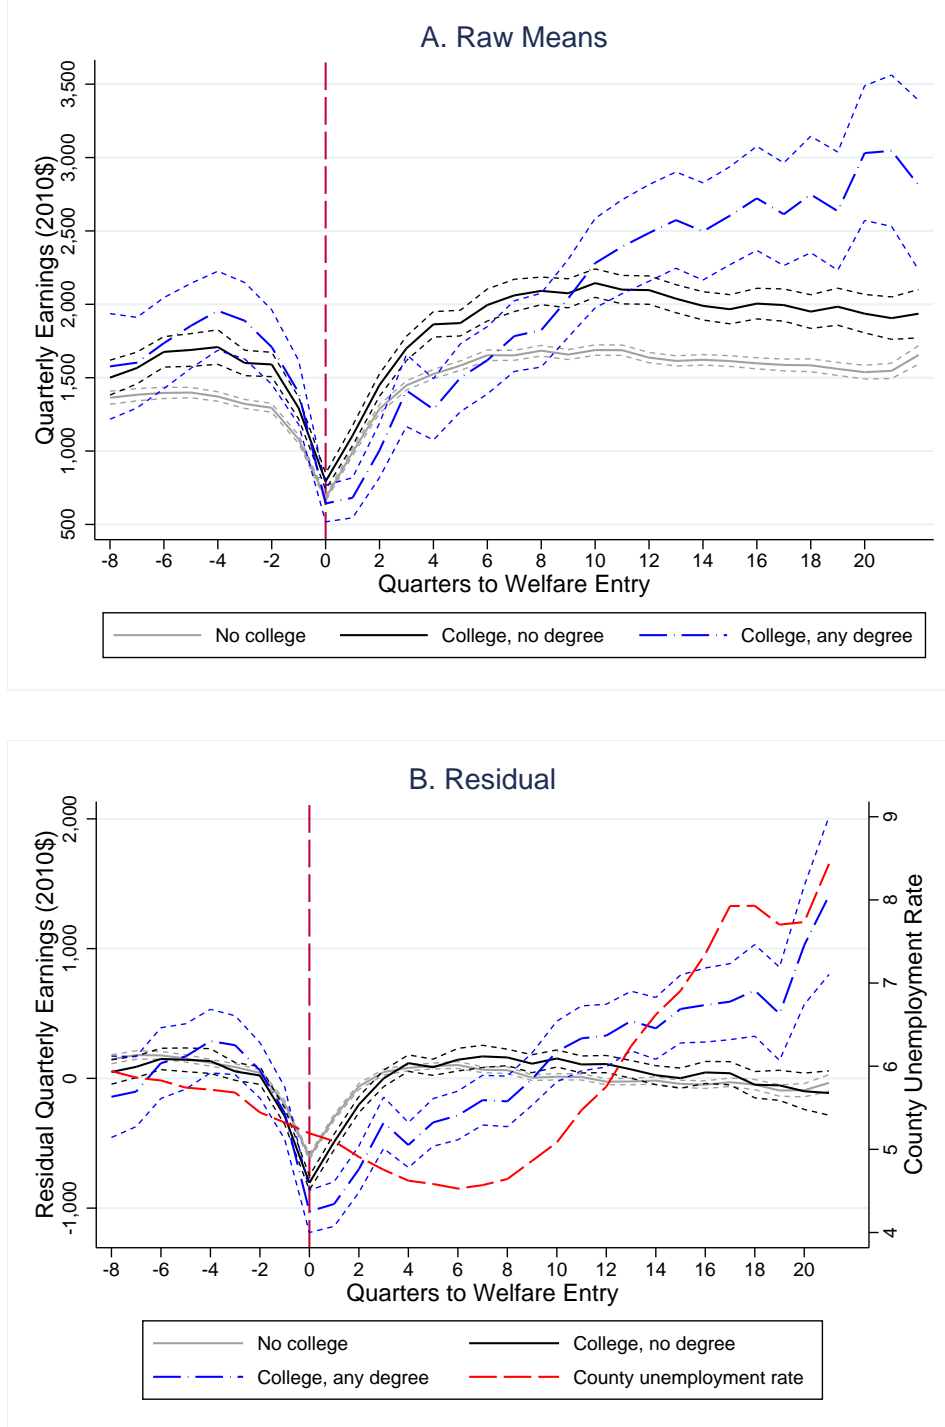 A. Raw Means
Quarterly Earnings (2010$)
3,500
3,000
2,500
2,000
1,500
1,000
500
-8 -6 -4 -2 0 2 4 6 8 10 12 14 16 18 20
Quarters to Welfare Entry
No college College, no degree College, any degree
B. Residual
Residual Quarterly Earnings (2010$)
2,000
1,000
0
-1,000
9
8
7
6
5
4
County Unemployment Rate
-8 -6 -4 -2 0 2 4 6 8 10 12 14 16 18 20
Quarters to Welfare Entry
No college College, no degree
College, any degree County unemployment rate